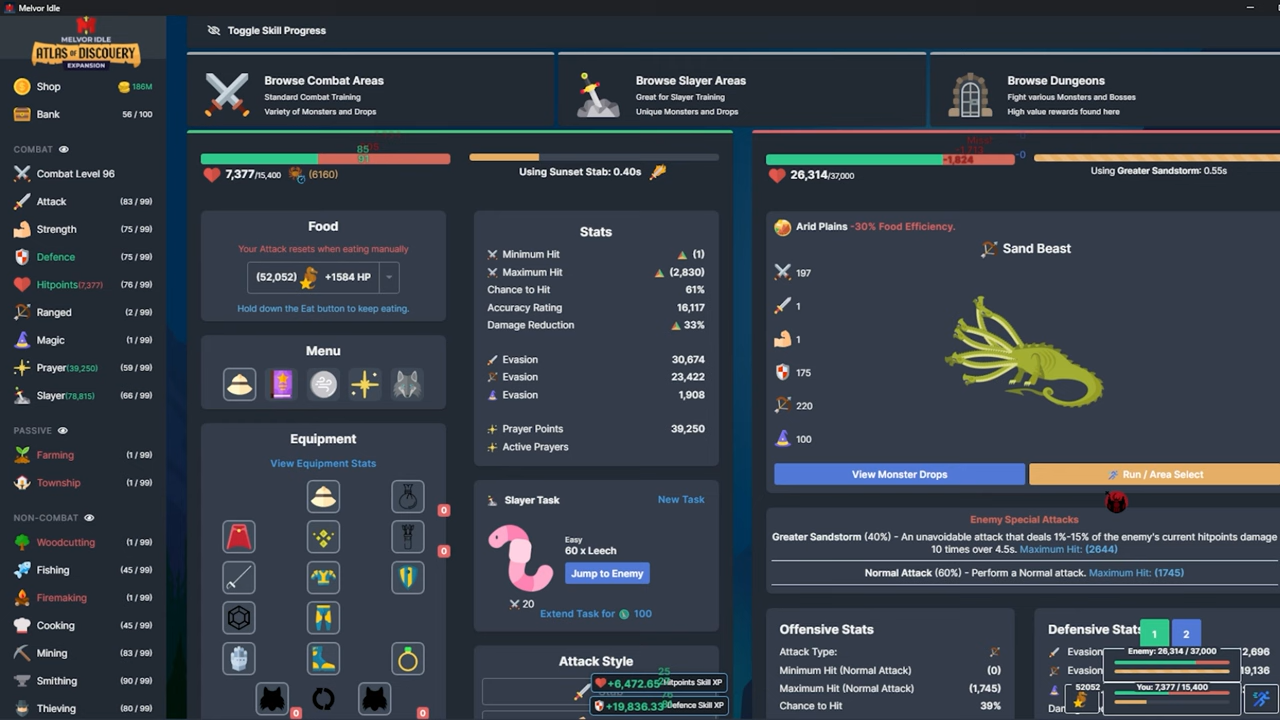 Melvor Idle
MELVOR IDLE
ATLAS OF DISCOVERY
EXPANSION
Shop
186M
Bank
56 / 100
COMBAT
Combat Level 96
Attack
(83 / 99)
Strength
(75 / 99)
Defence
(75 / 99)
Hitpoints(7,377)
(76 / 99)
Ranged
(2 / 99)
Magic
(1 / 99)
Prayer(39,250)
(59 / 99)
Slayer(78,815)
(66 / 99)
PASSIVE
Farming
(1 / 99)
Township
(1 / 99)
NON-COMBAT
Woodcutting
(1 / 99)
Fishing
(45 / 99)
Firemaking
(1 / 99)
Cooking
(45 / 99)
Mining
(83 / 99)
Smithing
(1 / 99)
Thieving
(1 / 99)
Toggle Skill Progress
Browse Combat Areas
Standard Combat Training
Variety of Monsters and Drops
Browse Slayer Areas
Great for Slayer Training
Unique Monsters and Drops
Browse Dungeons
Fight various Monsters and Bosses
High value rewards found here
85
7,377/15,400
(6160)
Using Sunset Stab: 0.40s
Food
Your Attack resets when eating manually
(52,052)
+1584 HP
Hold down the Eat button to keep eating.
Menu
Equipment
View Equipment Stats
0
0
0
0
Stats
Minimum Hit
(1)
Maximum Hit
(2,830)
Chance to Hit
61%
Accuracy Rating
16,117
Damage Reduction
33%
Evasion
30,674
Evasion
23,422
Evasion
1,908
Prayer Points
39,250
Active Prayers
Slayer Task
New Task
Easy
60 x Leech
Jump to Enemy
20
Extend Task for
100
Attack Style
25
+6,472.65 Hitpoints Skill XP
+19,836.33 Defence Skill XP
-1,824
-0
26,314/37,000
Using Greater Sandstorm: 0.55s
Arid Plains -30% Food Efficiency.
Sand Beast
197
1
1
175
220
100
View Monster Drops
Run / Area Select
Enemy Special Attacks
Greater Sandstorm (40%) - An unavoidable attack that deals 1%-15% of the enemy's current hitpoints damage
10 times over 4.5s. Maximum Hit: (2644)
Normal Attack (60%) - Perform a Normal attack. Maximum Hit: (1745)
Offensive Stats
Attack Type:
Minimum Hit (Normal Attack)
(0)
Maximum Hit (Normal Attack)
(1,745)
Chance to Hit
39%
Defensive Stats
1
2
Evasion
2,696
Evasion
19,136
Enemy: 26,314 / 37,000
You: 7,377 / 15,400
52052